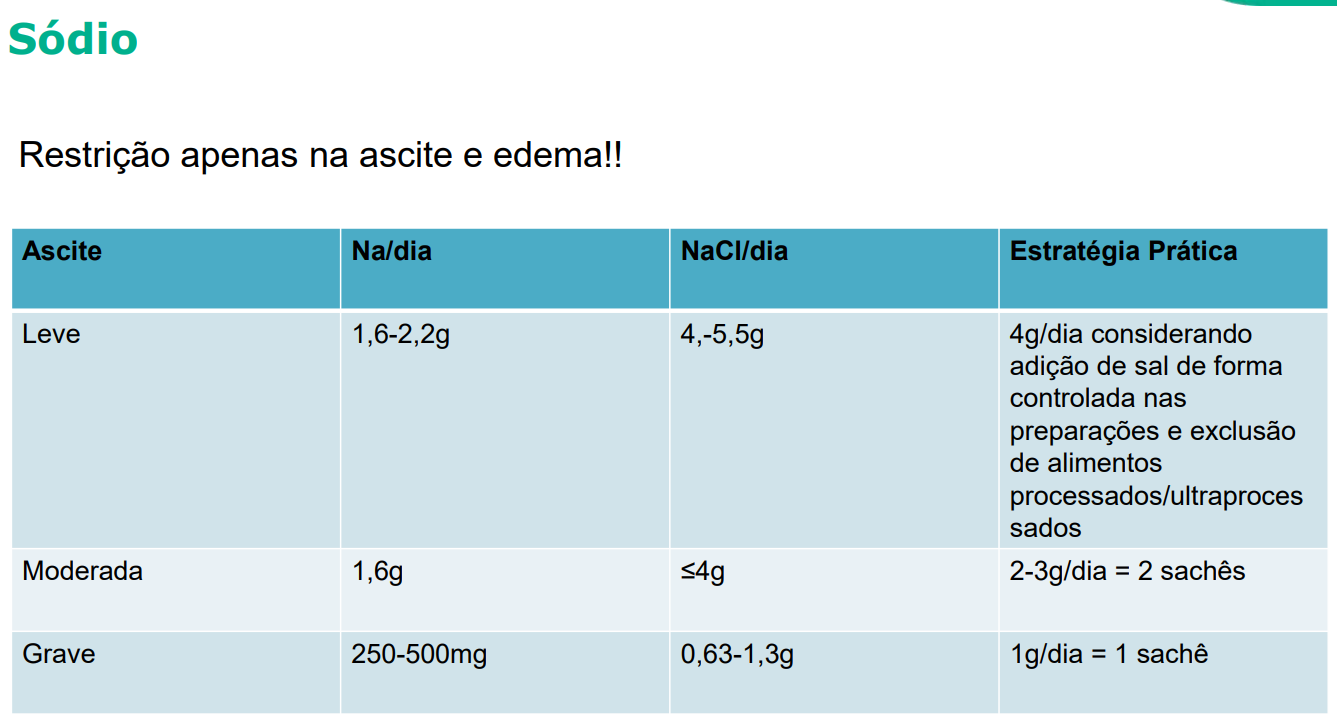 Sódio
Restrição apenas na ascite e edema!!
Ascite
Na/dia
NaCl/dia
Estratégia Prática
Leve
1,6-2,2g
4,-5,5g
4g/dia considerando
adição de sal de forma
controlada nas
preparações e exclusão
de alimentos
processados/ultraproces
sados
Moderada
1,6g
≤4g
2-3g/dia = 2 sachês
Grave
250-500mg
0,63-1,3g
1g/dia = 1 sachê